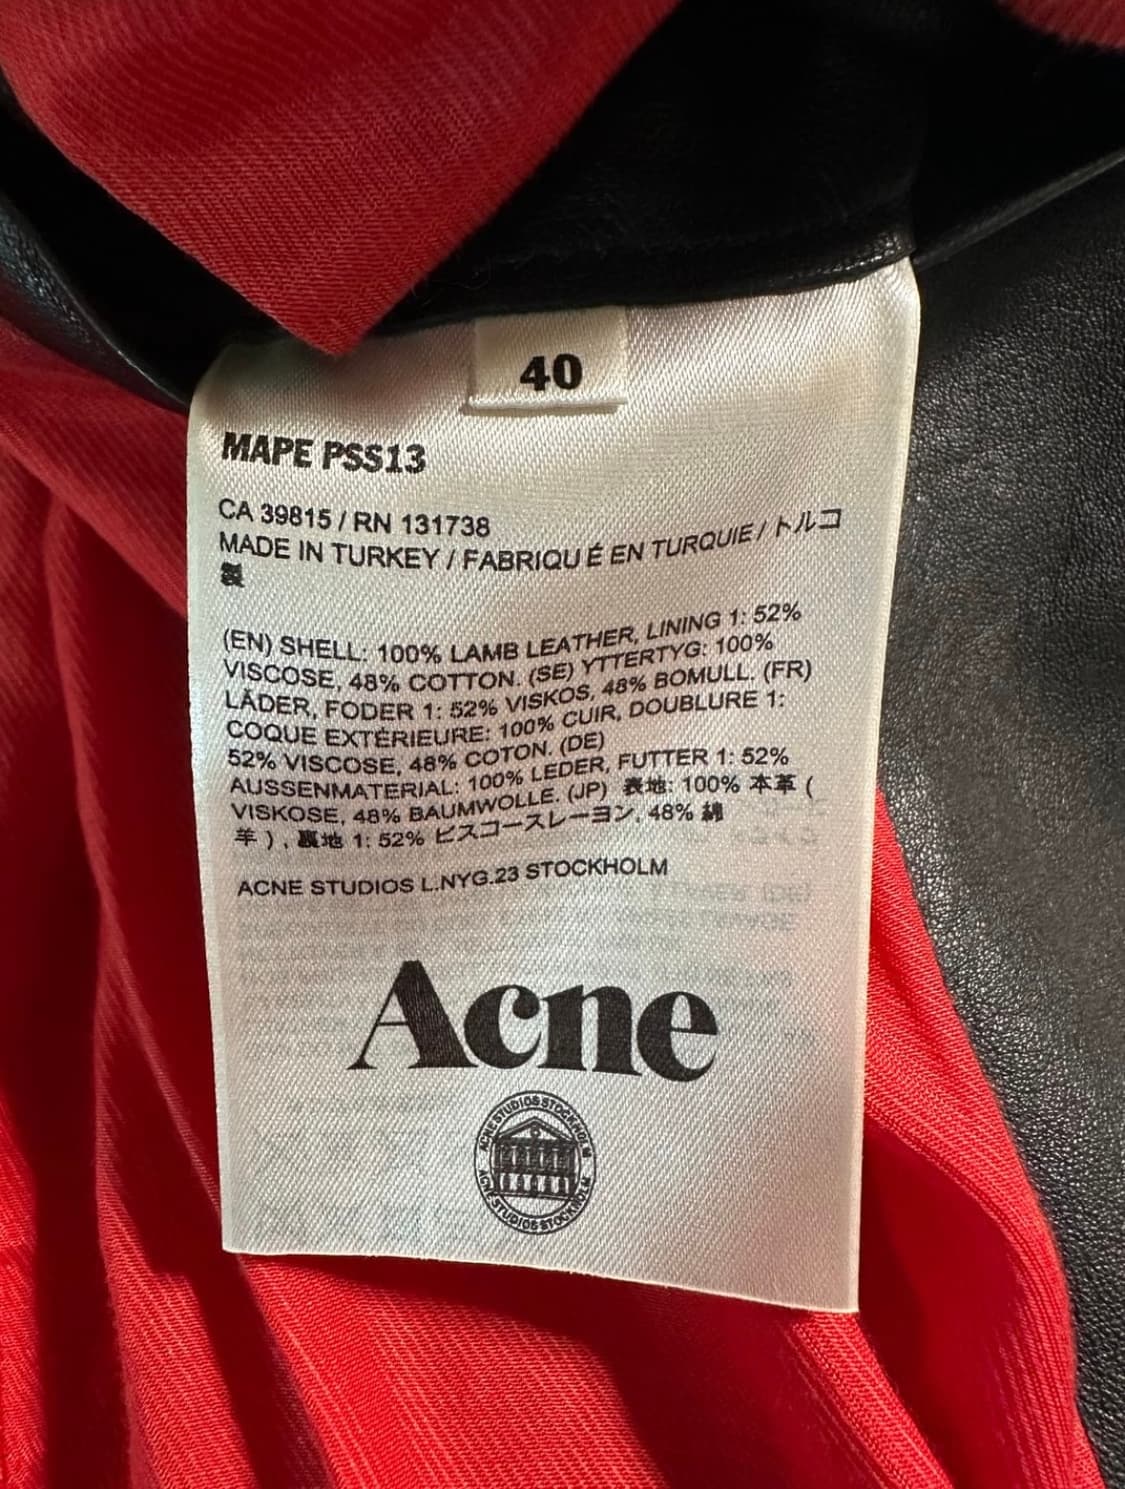 40
MAPE PSS13
CA 39815 / RN 131738
MADE IN TURKEY / FABRIQU É EN TURQUIE / トルコ
製
(EN) SHELL: 100% LAMB LEATHER, LINING 1: 52%
VISCOSE, 48% COTTON. (SE) YTTERTYG: 100%
LÄDER, FODER 1: 52% VISKOS, 48% BOMULL. (FR)
COQUE EXTÉRIEURE: 100% CUIR, DOUBLURE 1:
52% VISCOSE, 48% COTON. (DE)
AUSSENMATERIAL: 100% LEDER, FUTTER 1: 52%
VISKOSE, 48% BAUMWOLLE. (JP) 表地: 100% 本革 (
羊 ) , 裏地 1: 52% ビスコースレーヨン, 48% 綿
ACNE STUDIOS L.NYG.23 STOCKHOLM
Acne
ACNE STUDIOS STOCKHOLM
ACNE STUDIOS STOCKHOLM